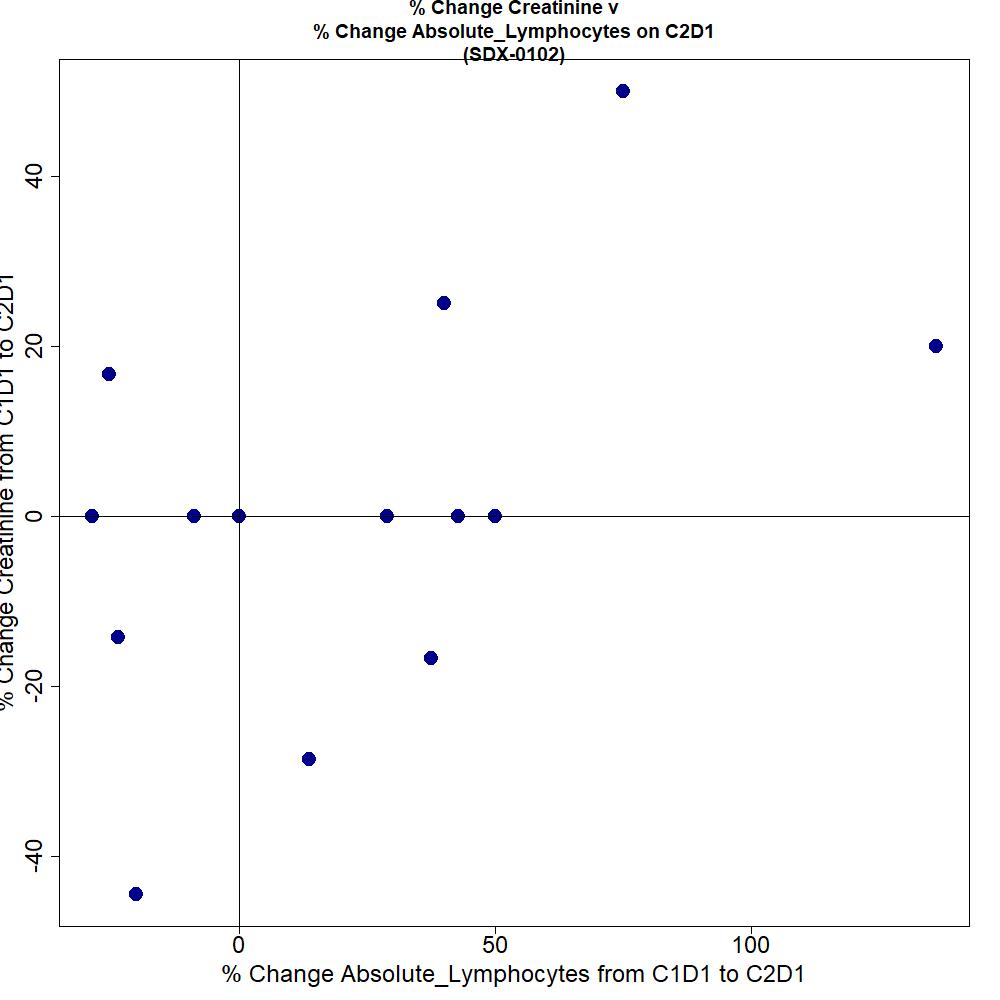 % Change Creatinine v
% Change Absolute_Lymphocytes on C2D1
(SDX-0102)
% Change Creatinine from C1D1 to C2D1
40
20
0
-20
-40
0 50 100
% Change Absolute_Lymphocytes from C1D1 to C2D1